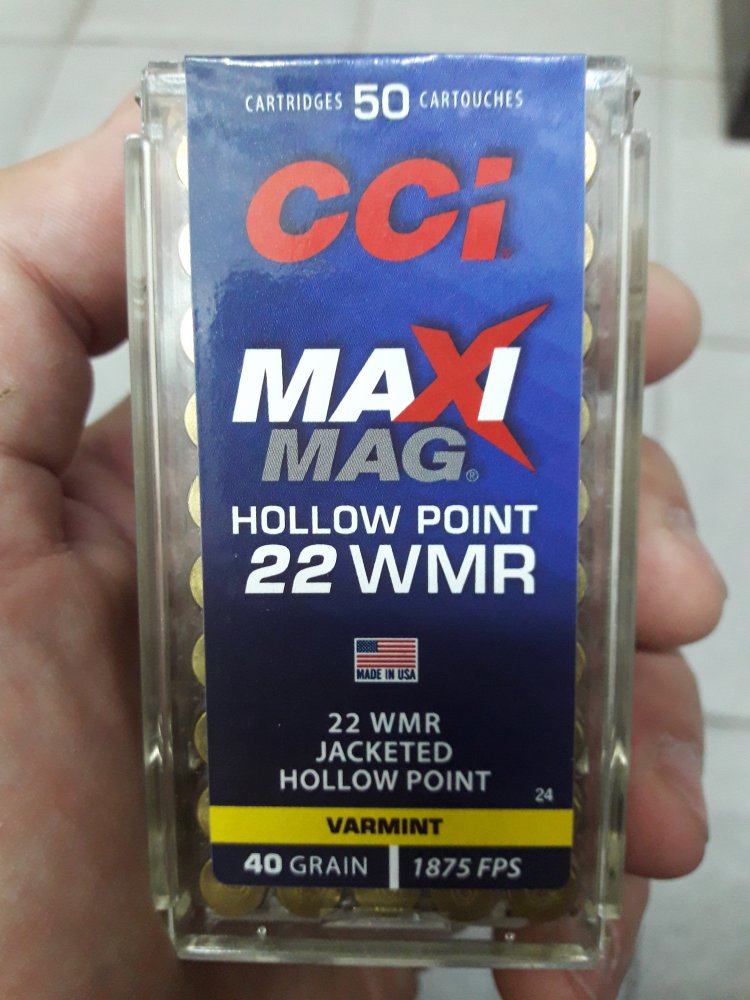 CARTRIDGES 50 CARTOUCHES
CCI
MAXI
MAG®
HOLLOW POINT
22 WMR
MADE IN USA
22 WMR
JACKETED
HOLLOW POINT
24
VARMINT
40 GRAIN 1875 FPS